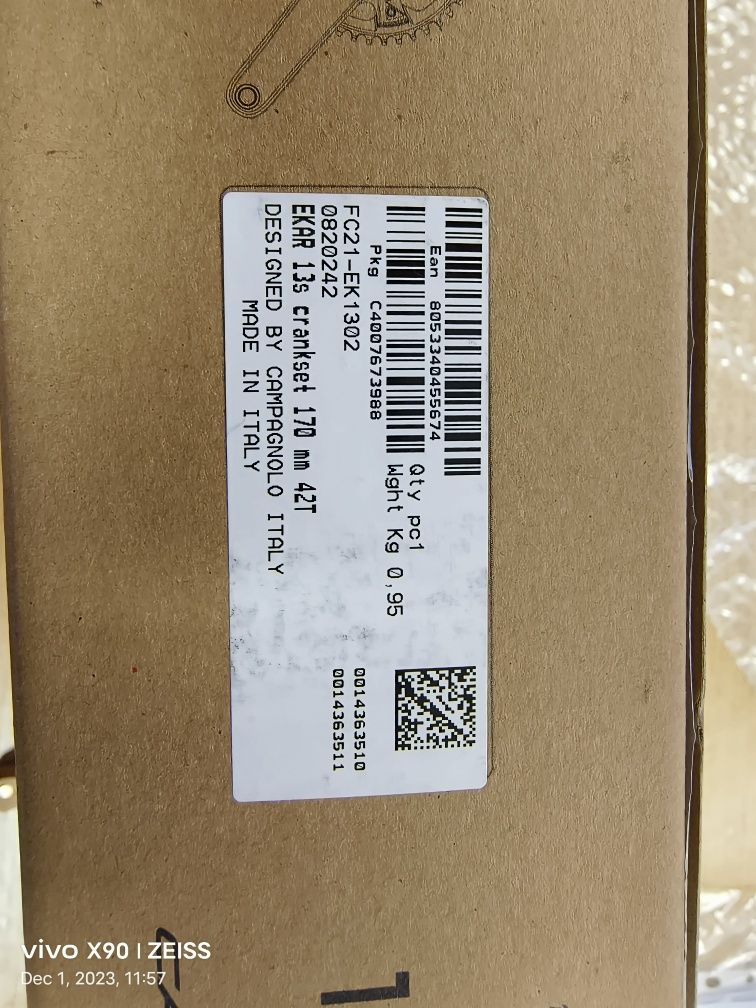 Ean 8053340455674
Qty pc1
Wght Kg 0,95
Pkg C4007673988
FC21-EK1302
0820242
EKAR 13s crankset 170 mm 42T
DESIGNED BY CAMPAGNOLO ITALY
MADE IN ITALY
0014363510
0014363511
vivo X90 | ZEISS
Dec 1, 2023, 11:57